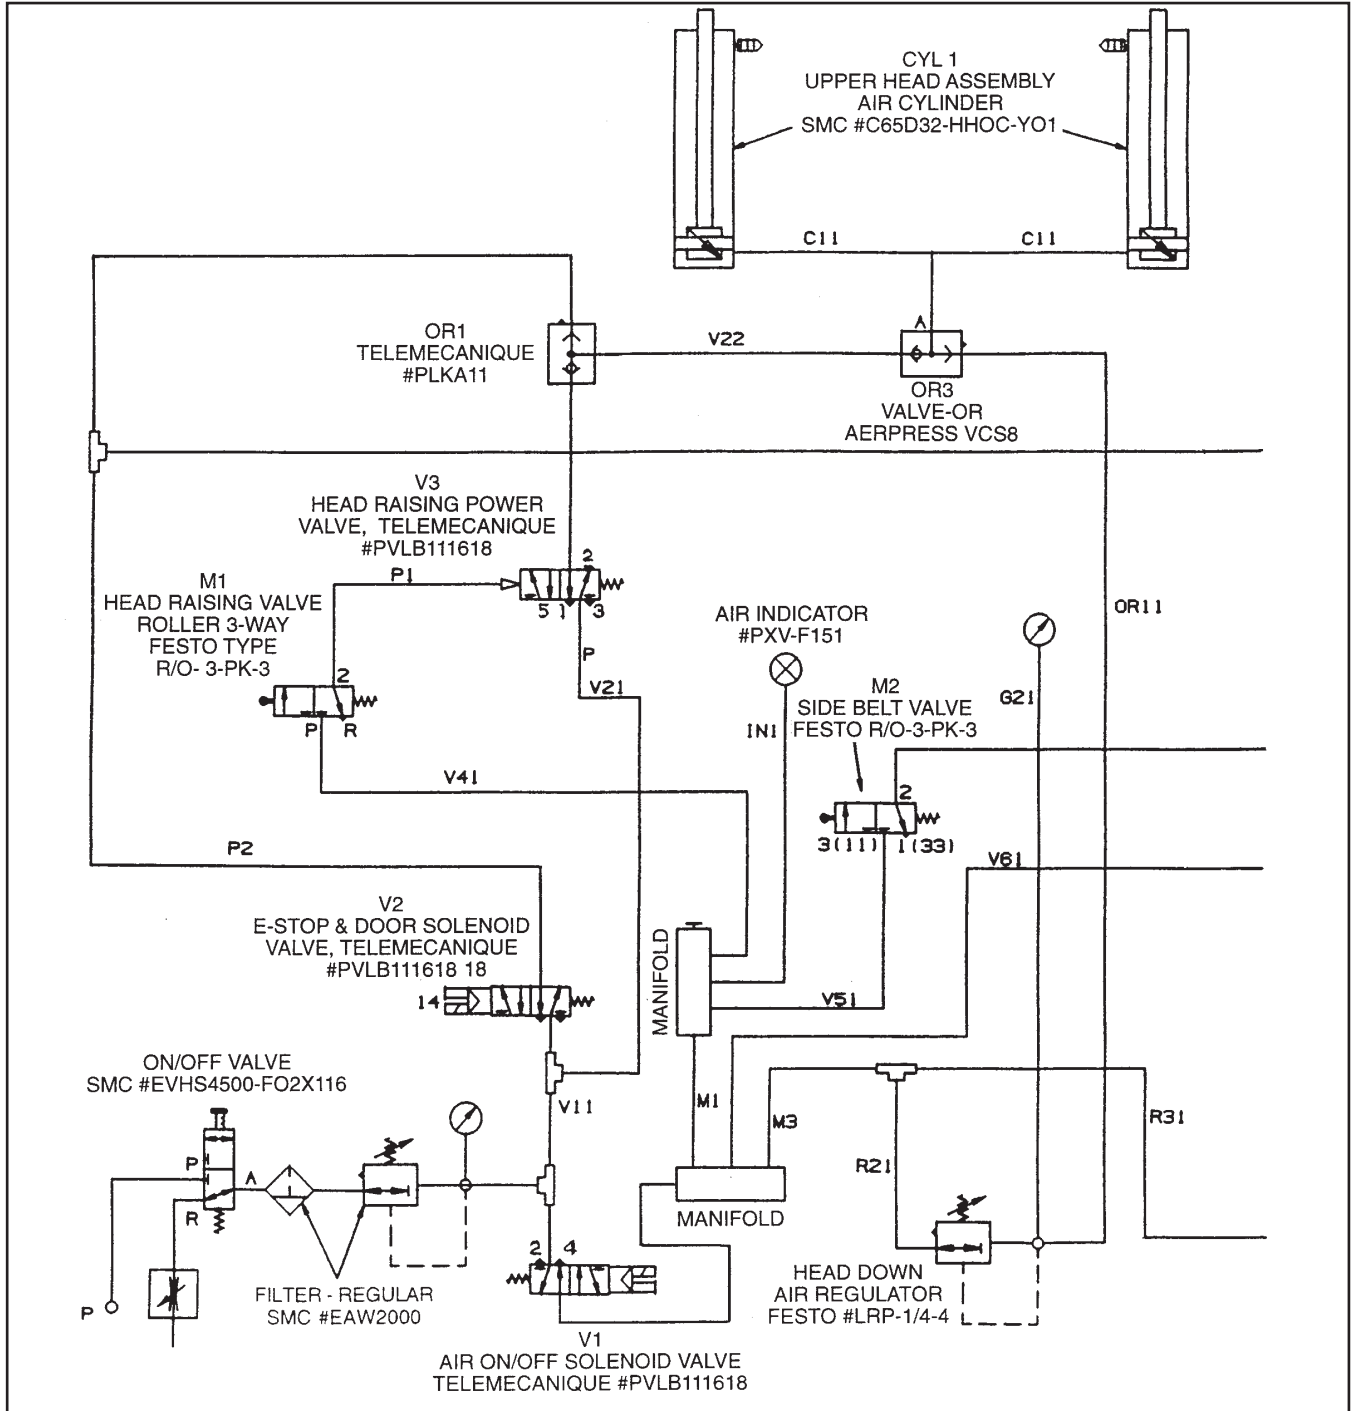 CYL 1
UPPER HEAD ASSEMBLY
AIR CYLINDER
SMC #C65D32-HHOC-YO1
C11
C11
OR1
TELEMECANIQUE
#PLKA11
V22
A
OR3
VALVE-OR
AERPRESS VCS8
V3
HEAD RAISING POWER
VALVE, TELEMECANIQUE
#PVLB111618
2
5 1 3
P1
M1
HEAD RAISING VALVE
ROLLER 3-WAY
FESTO TYPE
R/O- 3-PK-3
2
P R
P
V21
AIR INDICATOR
#PXV-F151
IN1
M2
SIDE BELT VALVE
FESTO R/O-3-PK-3
2
3(11) 1(33)
G21
OR11
V41
V61
P2
V2
E-STOP & DOOR SOLENOID
VALVE, TELEMECANIQUE
#PVLB111618 18
14
MANIFOLD
V51
ON/OFF VALVE
SMC #EVHS4500-FO2X116
V11
M1
M3
R31
R21
P
A
R
P
FILTER - REGULAR
SMC #EAW2000
2 4
MANIFOLD
HEAD DOWN
AIR REGULATOR
FESTO #LRP-1/4-4
V1
AIR ON/OFF SOLENOID VALVE
TELEMECANIQUE #PVLB111618